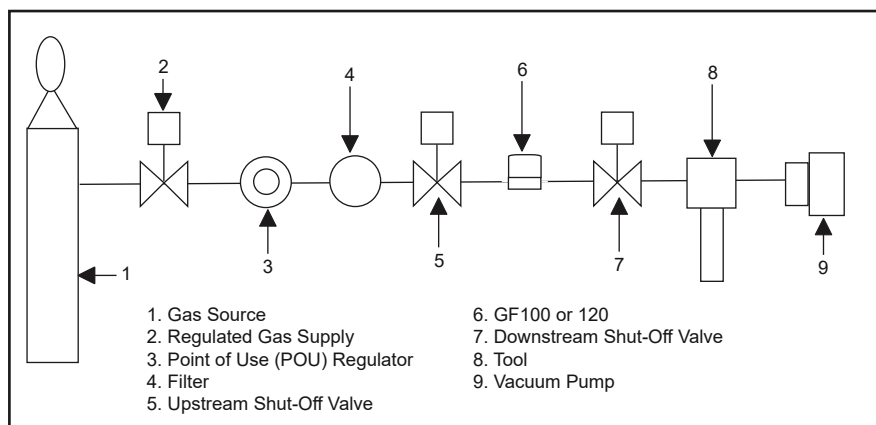 2
4
6
8
1
3
5
7
9
1. Gas Source
2. Regulated Gas Supply
3. Point of Use (POU) Regulator
4. Filter
5. Upstream Shut-Off Valve
6. GF100 or 120
7. Downstream Shut-Off Valve
8. Tool
9. Vacuum Pump